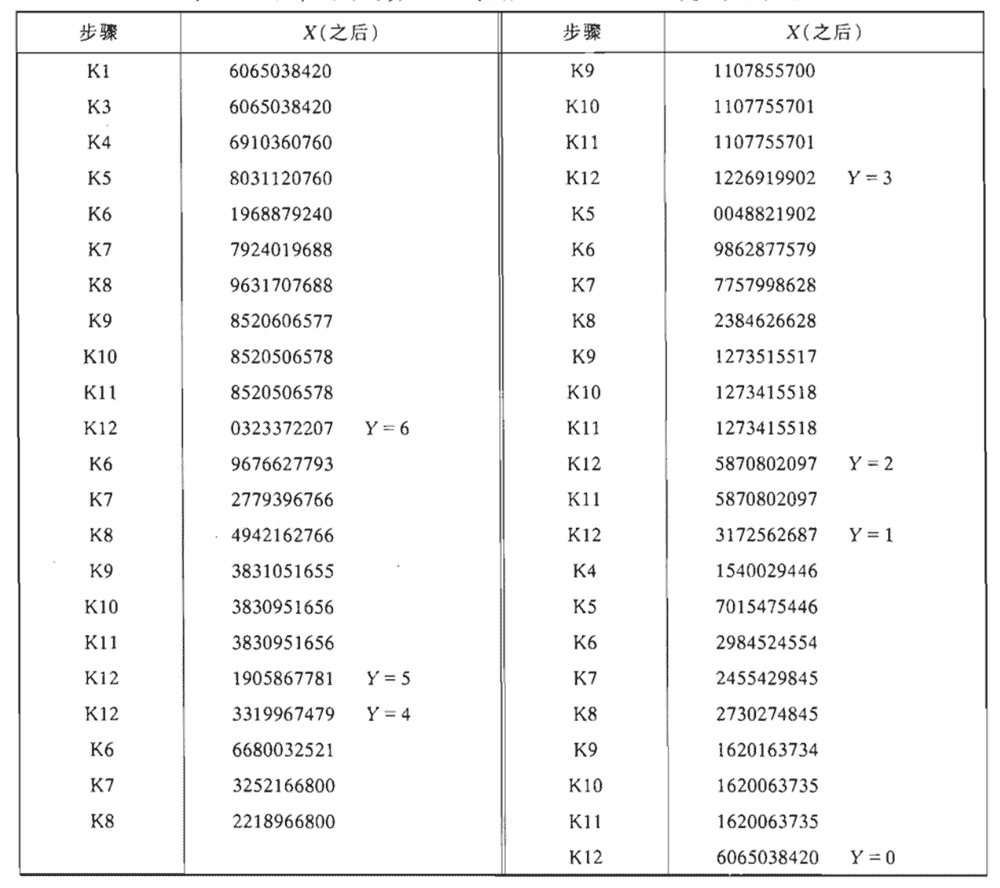 步骤 X(之后) 步骤 X(之后)
K1 6065038420 K9 1107855700
K3 6065038420 K10 1107755701
K4 6910360760 K11 1107755701
K5 8031120760 K12 1226919902 Y=3
K6 1968879240 K5 0048821902
K7 7924019688 K6 9862877579
K8 9631707688 K7 7757998628
K9 8520606577 K8 2384626628
K10 8520506578 K9 1273515517
K11 8520506578 K10 1273415518
K12 0323372207 Y=6 K11 1273415518
K6 9676627793 K12 5870802097 Y=2
K7 2779396766 K11 5870802097
K8 4942162766 K12 3172562687 Y=1
K9 3831051655 K4 1540029446
K10 3830951656 K5 7015475446
K11 3830951656 K6 2984524554
K12 1905867781 Y=5 K7 2455429845
K12 3319967479 Y=4 K8 2730274845
K6 6680032521 K9 1620163734
K7 3252166800 K10 1620063735
K8 2218966800 K11 1620063735
K12 6065038420 Y=0